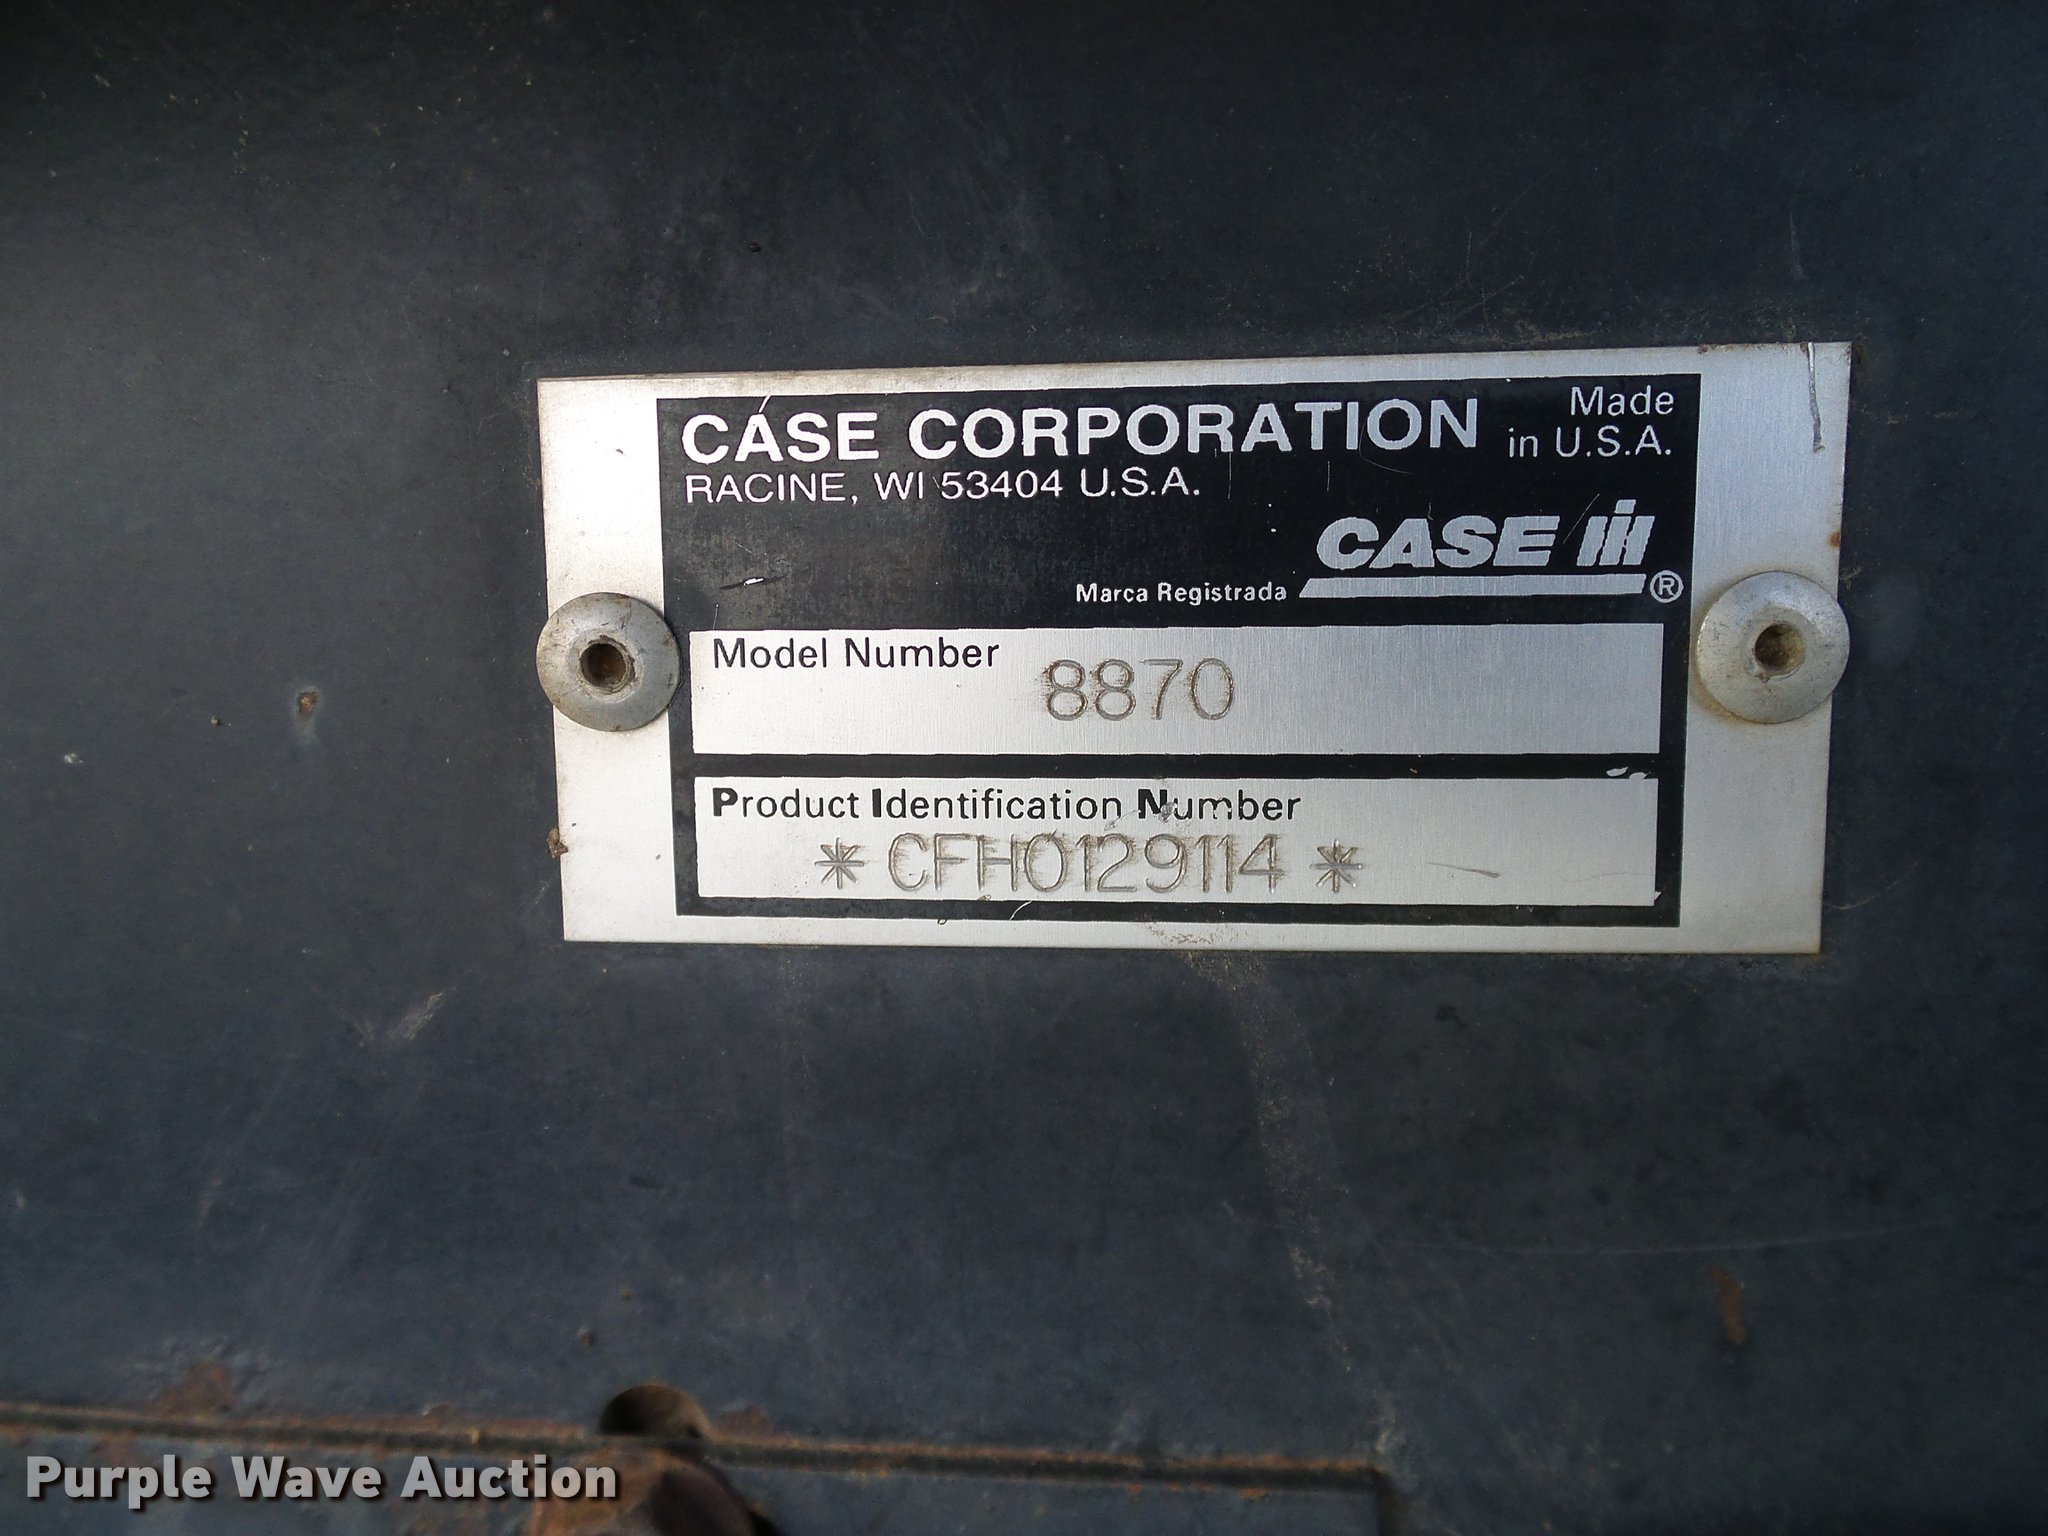 CASE CORPORATION
RACINE, WI 53404 U.S.A.
Made
in U.S.A.
CASE IH
Marca Registrada ®
Model Number
8870
Product Identification Number
* CFH0129114 *
Purple Wave Auction